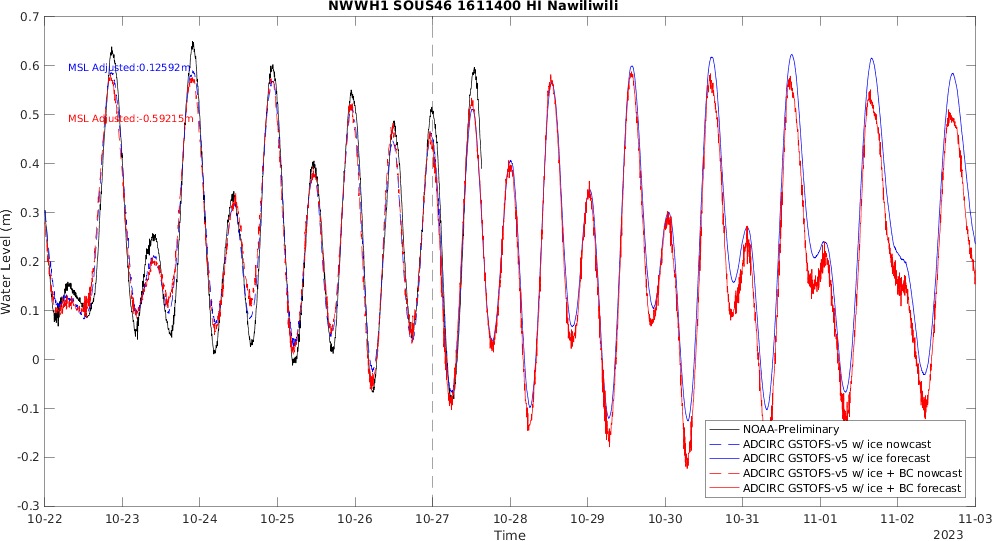 NWWH1 SOUS46 1611400 HI Nawiliwili
0.7
0.6
0.5
0.4
0.3
0.2
0.1
0
-0.1
-0.2
-0.3
Water Level (m)
MSL Adjusted:0.12592m
MSL Adjusted:-0.59215m
NOAA-Preliminary
ADCIRC GSTOFS-v5 w/ ice nowcast
ADCIRC GSTOFS-v5 w/ ice forecast
ADCIRC GSTOFS-v5 w/ ice + BC nowcast
ADCIRC GSTOFS-v5 w/ ice + BC forecast
10-22 10-23 10-24 10-25 10-26 10-27 10-28 10-29 10-30 10-31 11-01 11-02 11-03
Time
2023